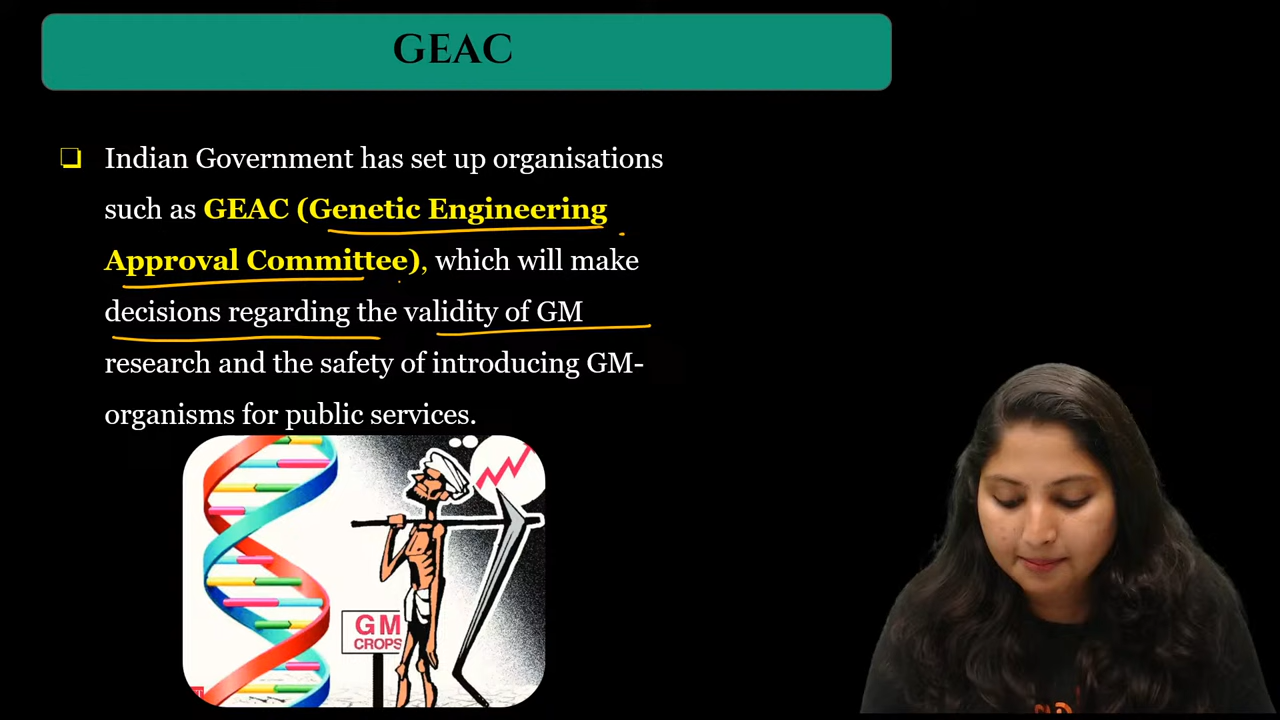 GEAC
Indian Government has set up organisations
such as GEAC (Genetic Engineering
Approval Committee), which will make
decisions regarding the validity of GM
research and the safety of introducing GM-
organisms for public services.
GM
CROPS